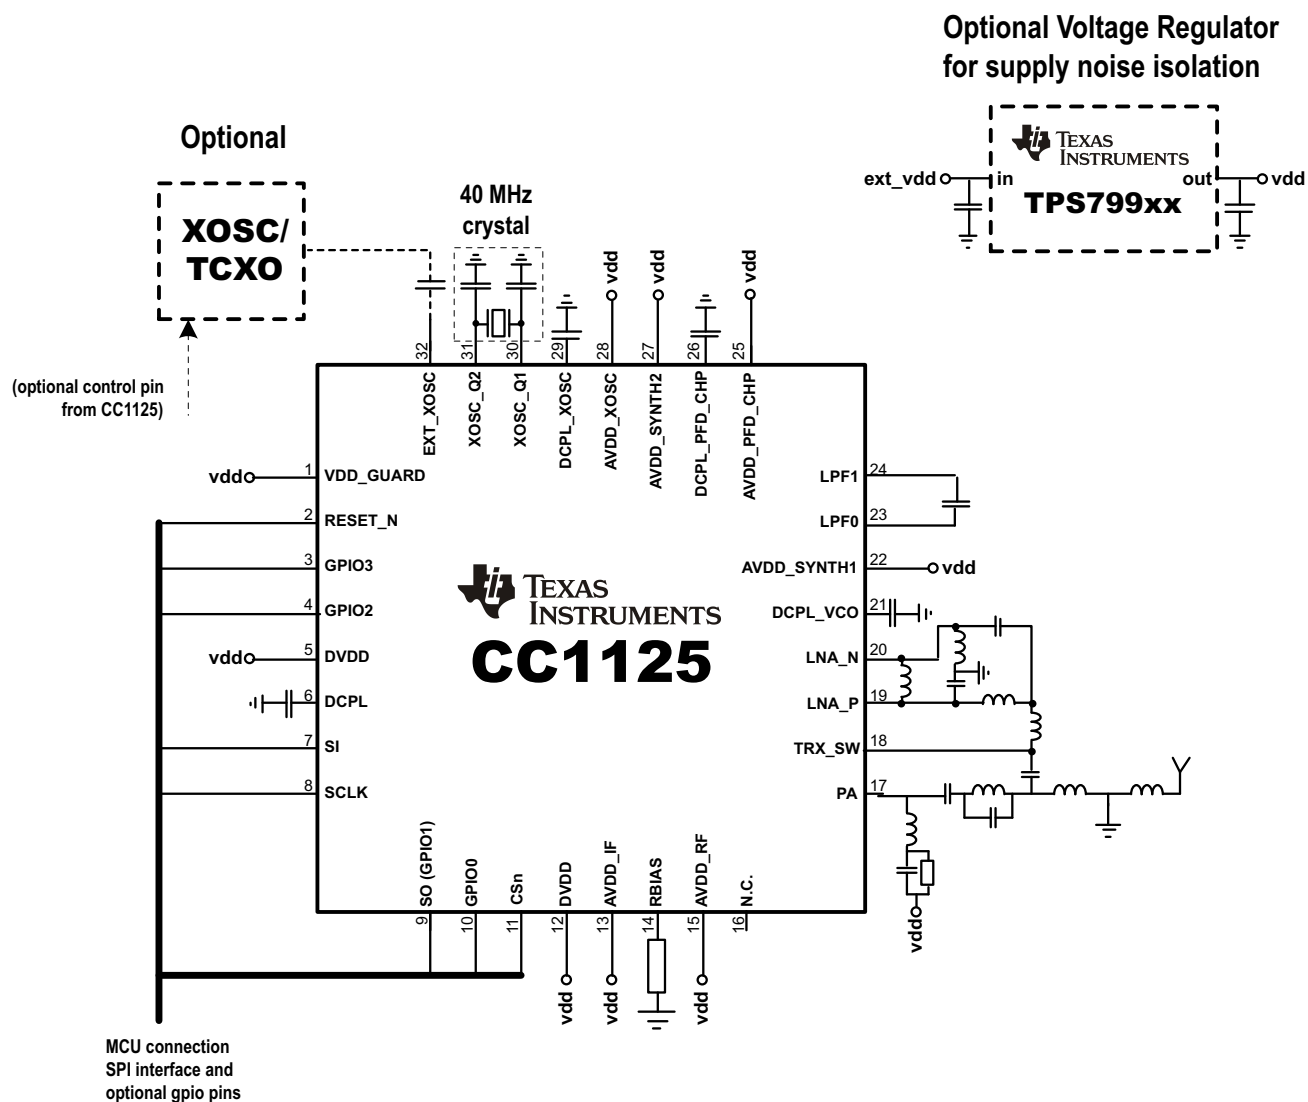 Optional Voltage Regulator
for supply noise isolation
TEXAS
INSTRUMENTS
ext_vdd
in
out
vdd
TPS799xx
Optional
XOSC/
TCXO
(optional control pin
from CC1125)
40 MHz
crystal
vdd
vdd
vdd
32
31
30
29
28
27
26
25
EXT_XOSC
XOSC_Q2
XOSC_Q1
DCPL_XOSC
AVDD_XOSC
AVDD_SYNTH2
DCPL_PFD_CHP
AVDD_PFD_CHP
vdd
1
VDD_GUARD
2
RESET_N
3
GPIO3
4
GPIO2
vdd
5
DVDD
6
DCPL
7
SI
8
SCLK
TEXAS
INSTRUMENTS
CC1125
LPF1
24
LPF0
23
AVDD_SYNTH1
22
vdd
DCPL_VCO
21
LNA_N
20
LNA_P
19
TRX_SW
18
PA
17
vdd
SO (GPIO1)
GPIO0
CSn
DVDD
AVDD_IF
RBIAS
AVDD_RF
N.C.
9
10
11
12
13
14
15
16
vdd
vdd
vdd
MCU connection
SPI interface and
optional gpio pins